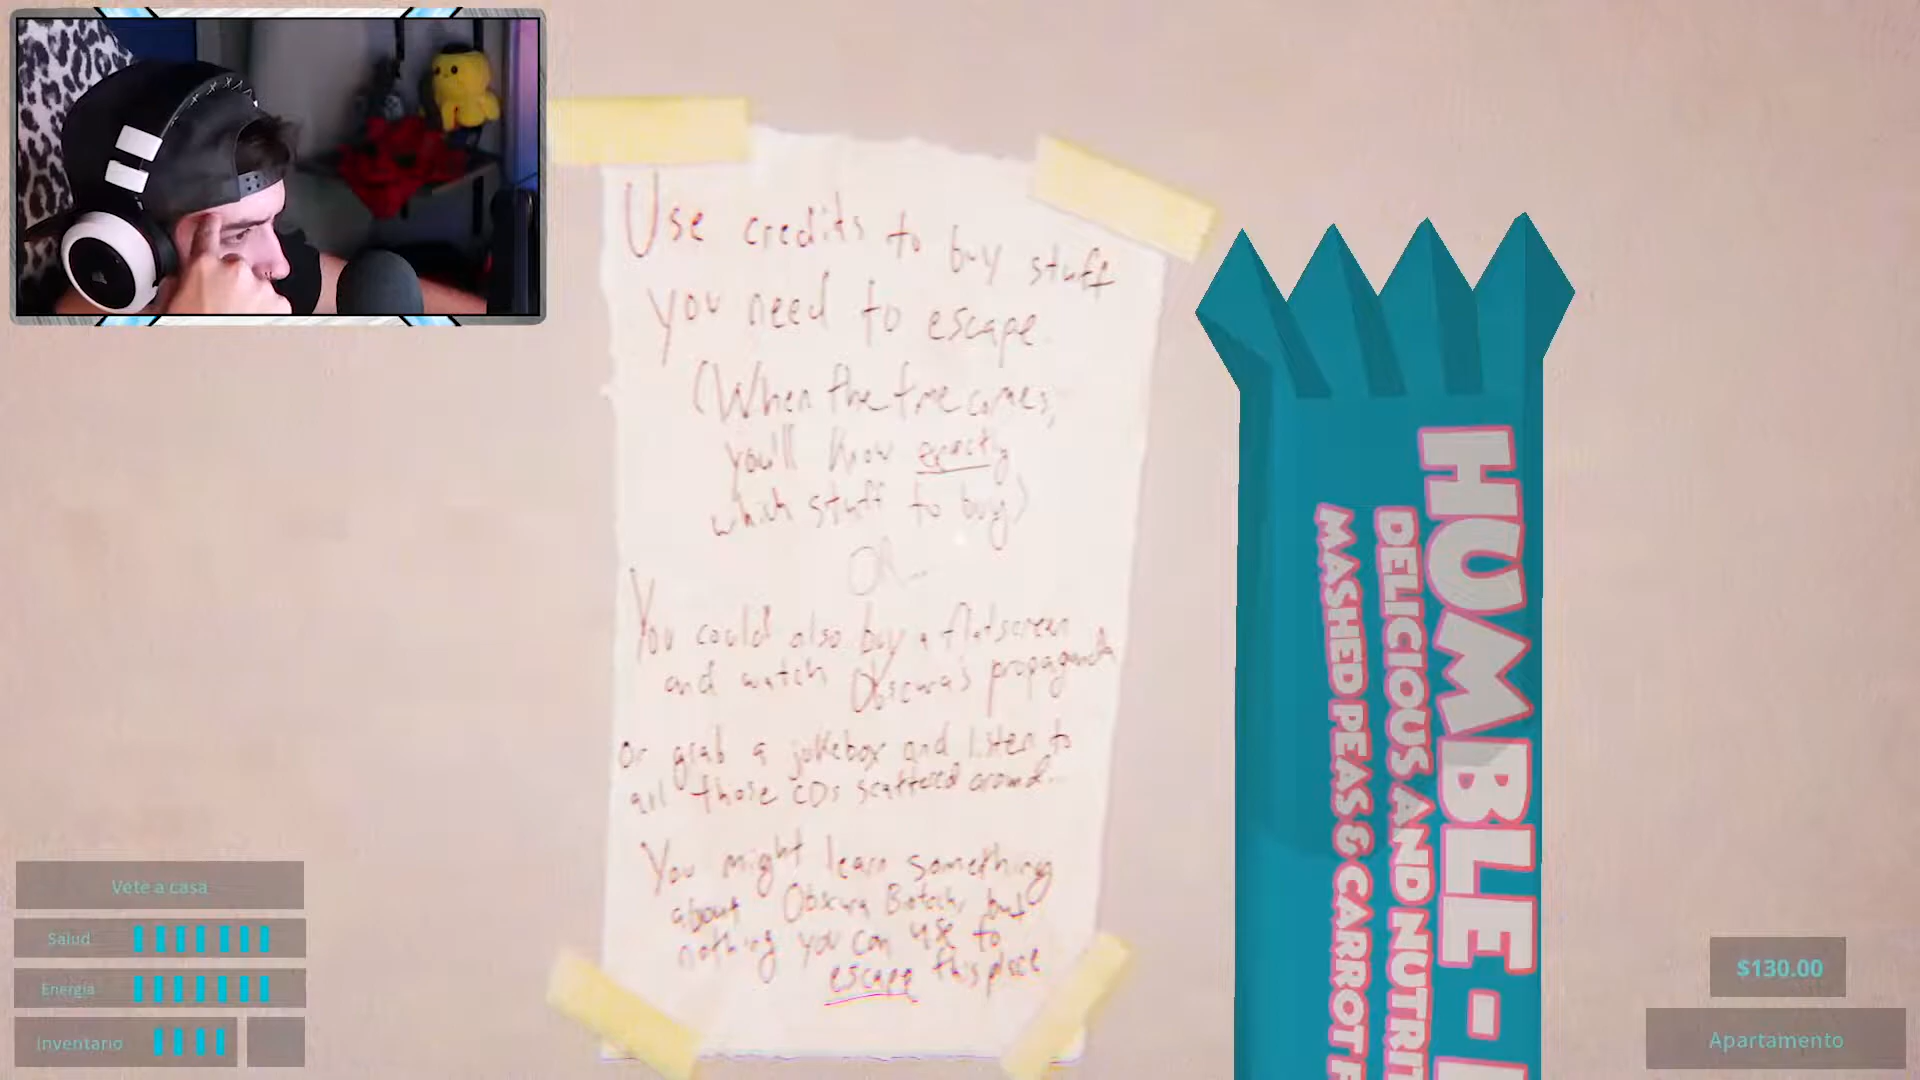 Use credits to buy stuff
you need to escape.
(When the time comes,
you'll know exactly
which stuff to buy)
OR...
You could also buy a flatscreen
and watch Obscura's propaganda
or grab a jukebox and listen to
all those CDs scattered around.
You might learn something
about Obscura Biotech, but
nothing you can use to
escape this place
HUMBLE-
DELICIOUS AND NUTRIT
MASHED PEAS & CARROT
Vete a casa
Salud
Energía
Inventario
$130.00
Apartamento